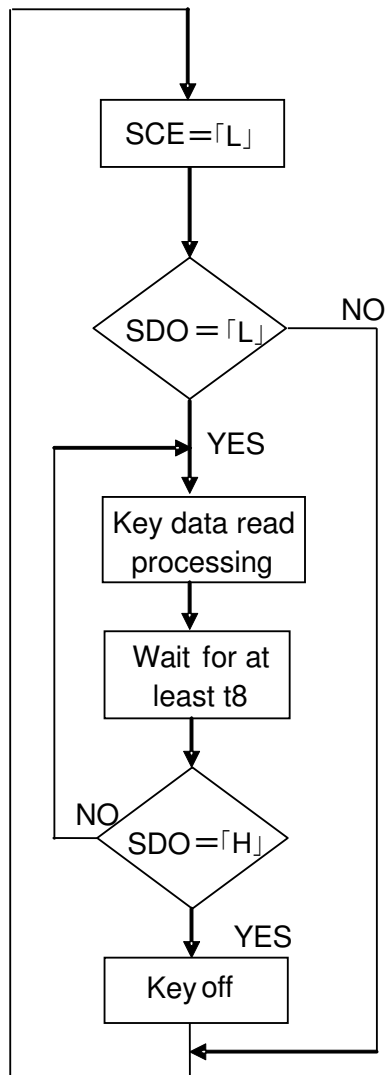 SCE=「L」
SDO=「L」
NO
YES
Key data read
processing
Wait for at
least t8
NO
SDO=「H」
YES
Key off